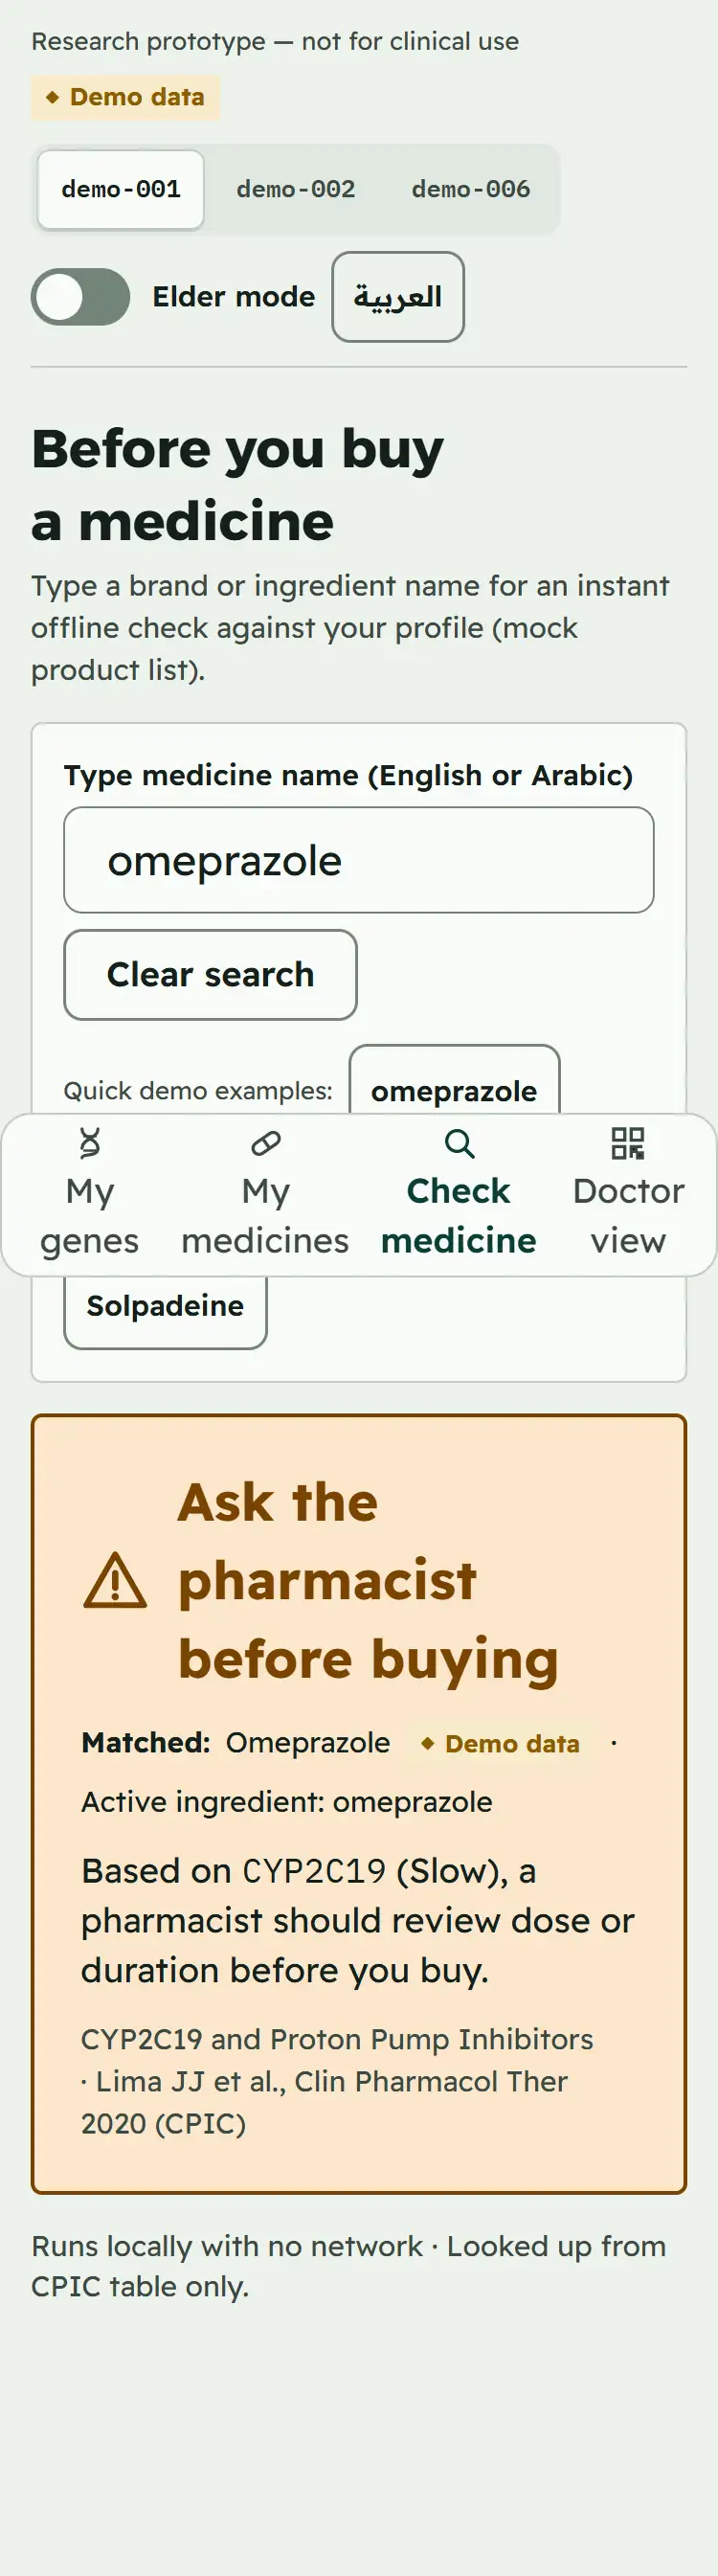 Research prototype — not for clinical use
◆ Demo data
demo-001 demo-002 demo-006
Elder mode العربية
Before you buy
a medicine
Type a brand or ingredient name for an instant
offline check against your profile (mock
product list).
Type medicine name (English or Arabic)
omeprazole
Clear search
Quick demo examples: omeprazole
My genes
My medicines
Check medicine
Doctor view
Solpadeine
Ask the
pharmacist
before buying
Matched: Omeprazole ◆ Demo data ·
Active ingredient: omeprazole
Based on CYP2C19 (Slow), a
pharmacist should review dose or
duration before you buy.
CYP2C19 and Proton Pump Inhibitors
· Lima JJ et al., Clin Pharmacol Ther
2020 (CPIC)
Runs locally with no network · Looked up from
CPIC table only.